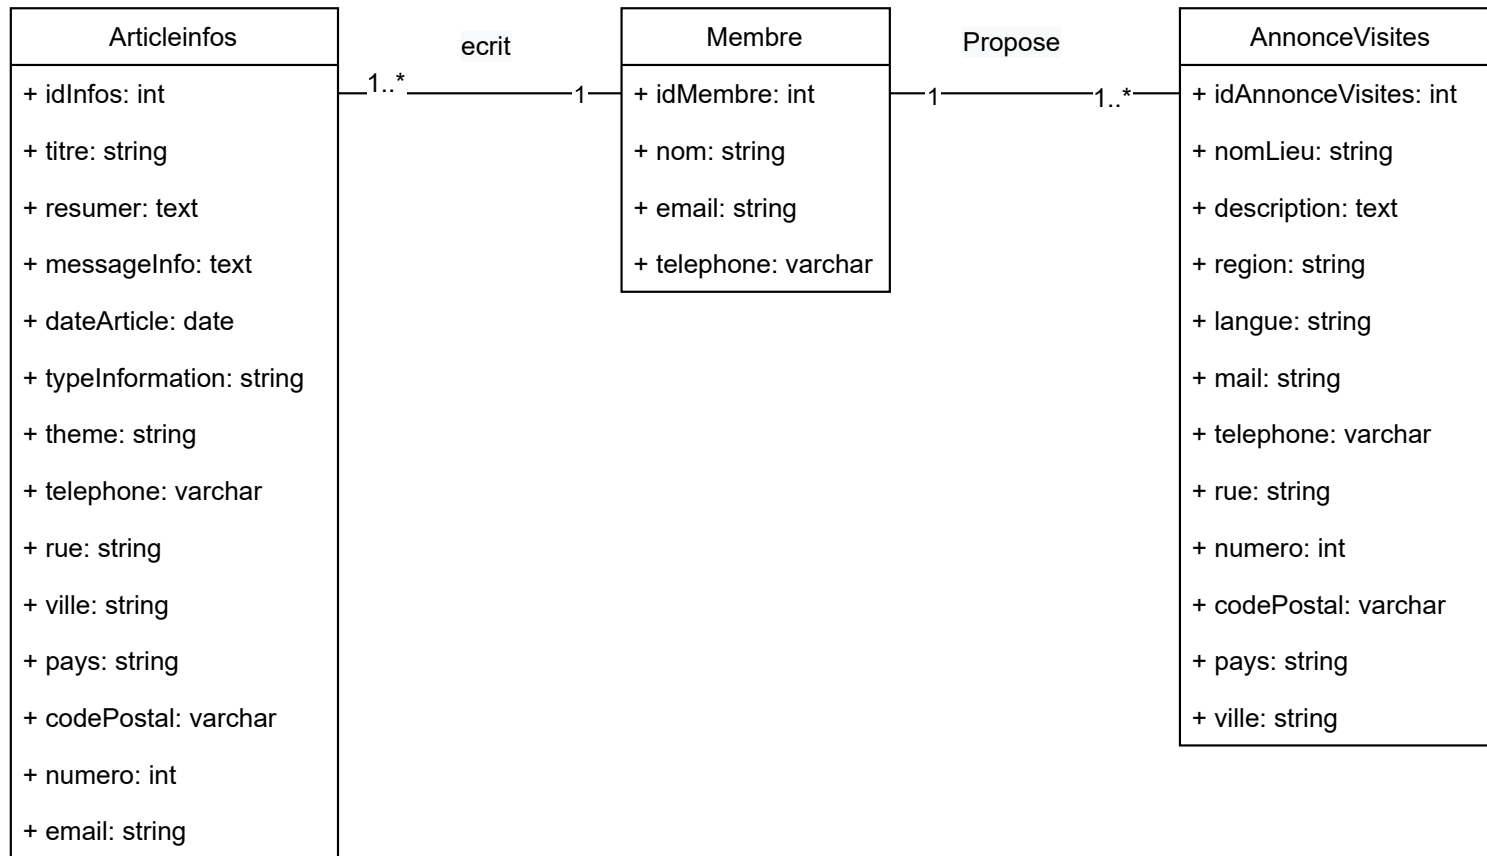 Articleinfos
+ idInfos: int
+ titre: string
+ resumer: text
+ messageInfo: text
+ dateArticle: date
+ typeInformation: string
+ theme: string
+ telephone: varchar
+ rue: string
+ ville: string
+ pays: string
+ codePostal: varchar
+ numero: int
+ email: string
ecrit
1..*
1
Membre
+ idMembre: int
+ nom: string
+ email: string
+ telephone: varchar
Propose
1
1..*
AnnonceVisites
+ idAnnonceVisites: int
+ nomLieu: string
+ description: text
+ region: string
+ langue: string
+ mail: string
+ telephone: varchar
+ rue: string
+ numero: int
+ codePostal: varchar
+ pays: string
+ ville: string